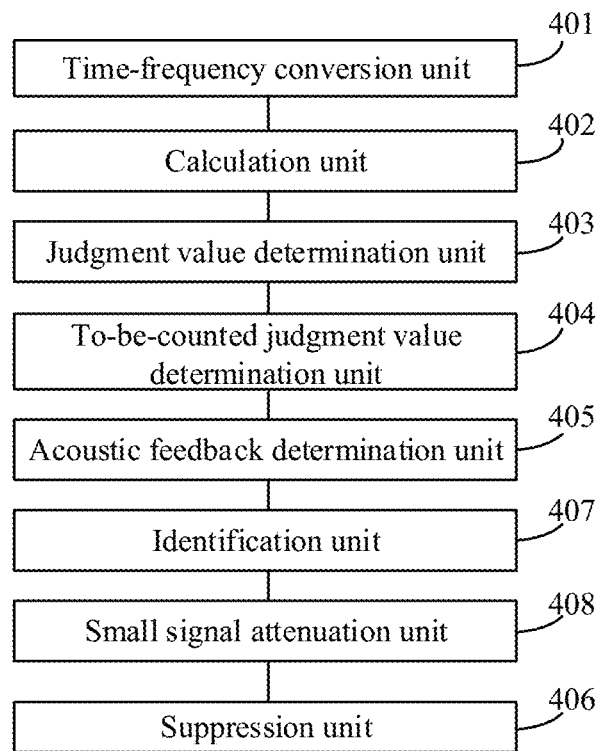 401
Time-frequency conversion unit
402
Calculation unit
403
Judgment value determination unit
404
To-be-counted judgment value
determination unit
405
Acoustic feedback determination unit
407
Identification unit
408
Small signal attenuation unit
406
Suppression unit